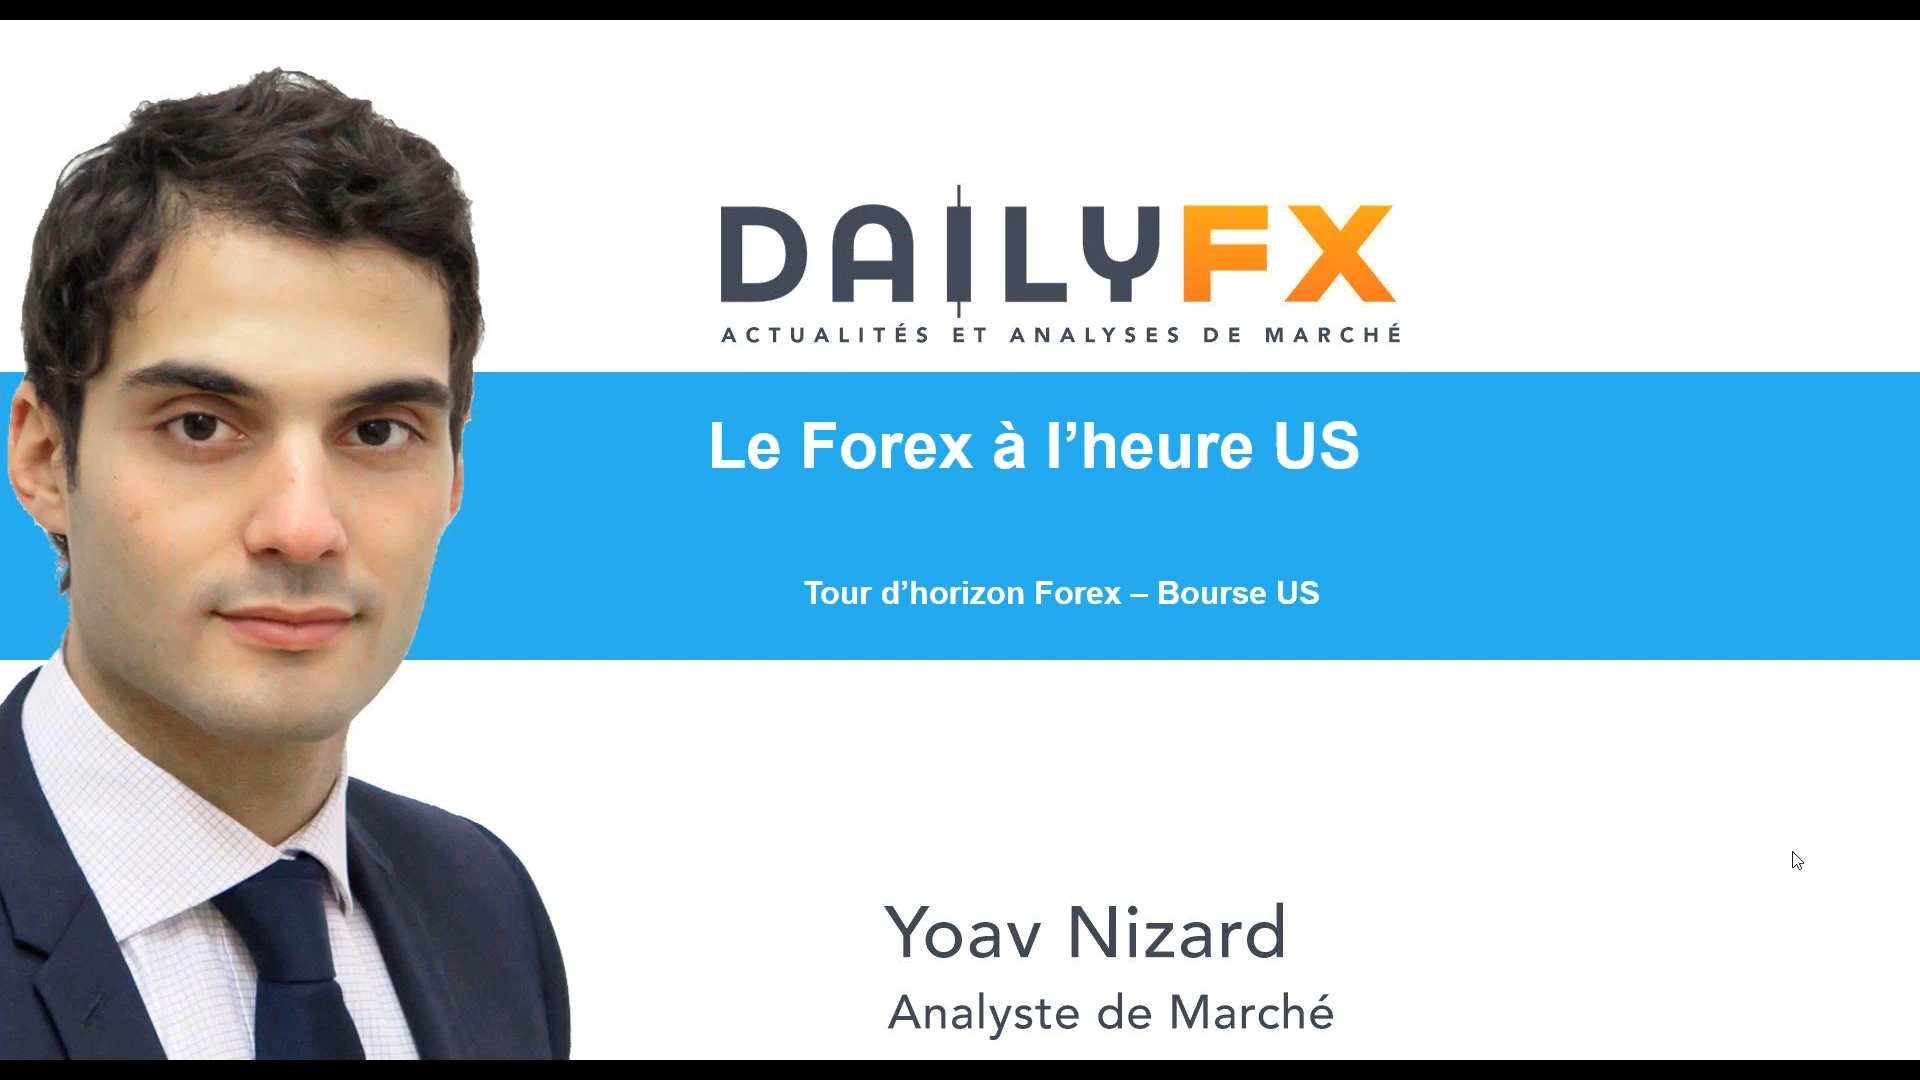 DAILYFX
ACTUALITÉS ET ANALYSES DE MARCHÉ
Le Forex à l’heure US
Tour d’horizon Forex – Bourse US
Yoav Nizard
Analyste de Marché